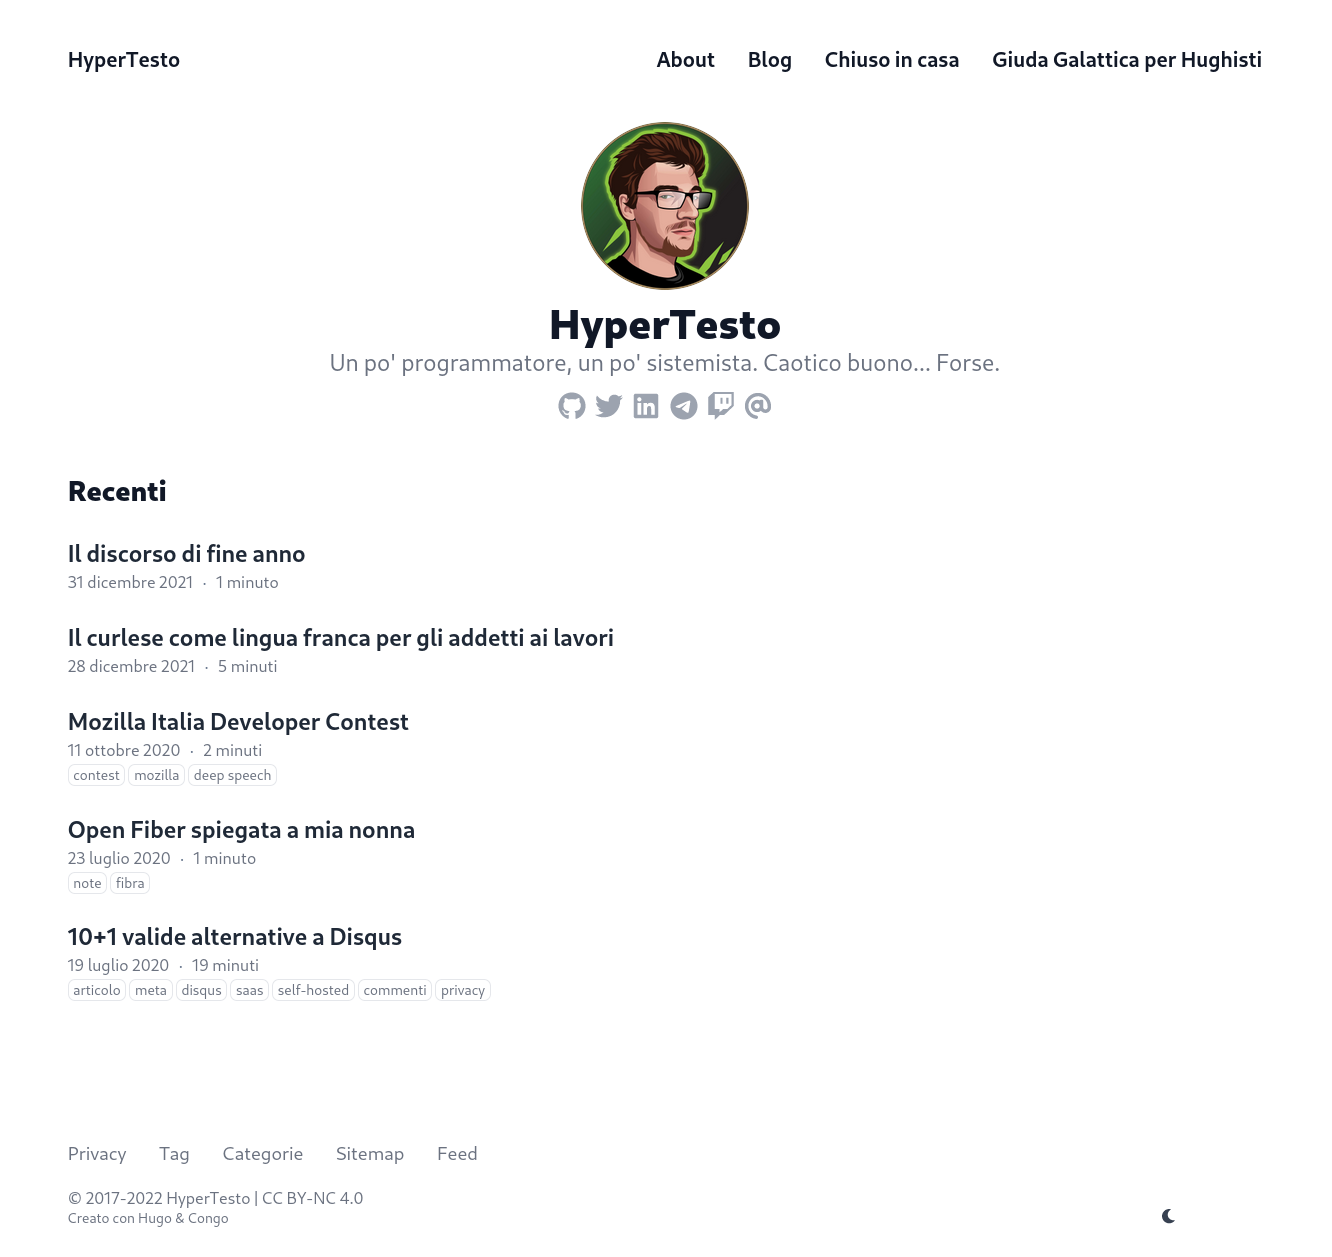 HyperTesto
About Blog Chiuso in casa Giuda Galattica per Hughisti
HyperTesto
Un po' programmatore, un po' sistemista. Caotico buono... Forse.
Recenti
Il discorso di fine anno
31 dicembre 2021 · 1 minuto
Il curlese come lingua franca per gli addetti ai lavori
28 dicembre 2021 · 5 minuti
Mozilla Italia Developer Contest
11 ottobre 2020 · 2 minuti
contest mozilla deep speech
Open Fiber spiegata a mia nonna
23 luglio 2020 · 1 minuto
note fibra
10+1 valide alternative a Disqus
19 luglio 2020 · 19 minuti
articolo meta disqus saas self-hosted commenti privacy
Privacy Tag Categorie Sitemap Feed
© 2017-2022 HyperTesto | CC BY-NC 4.0
Creato con Hugo & Congo